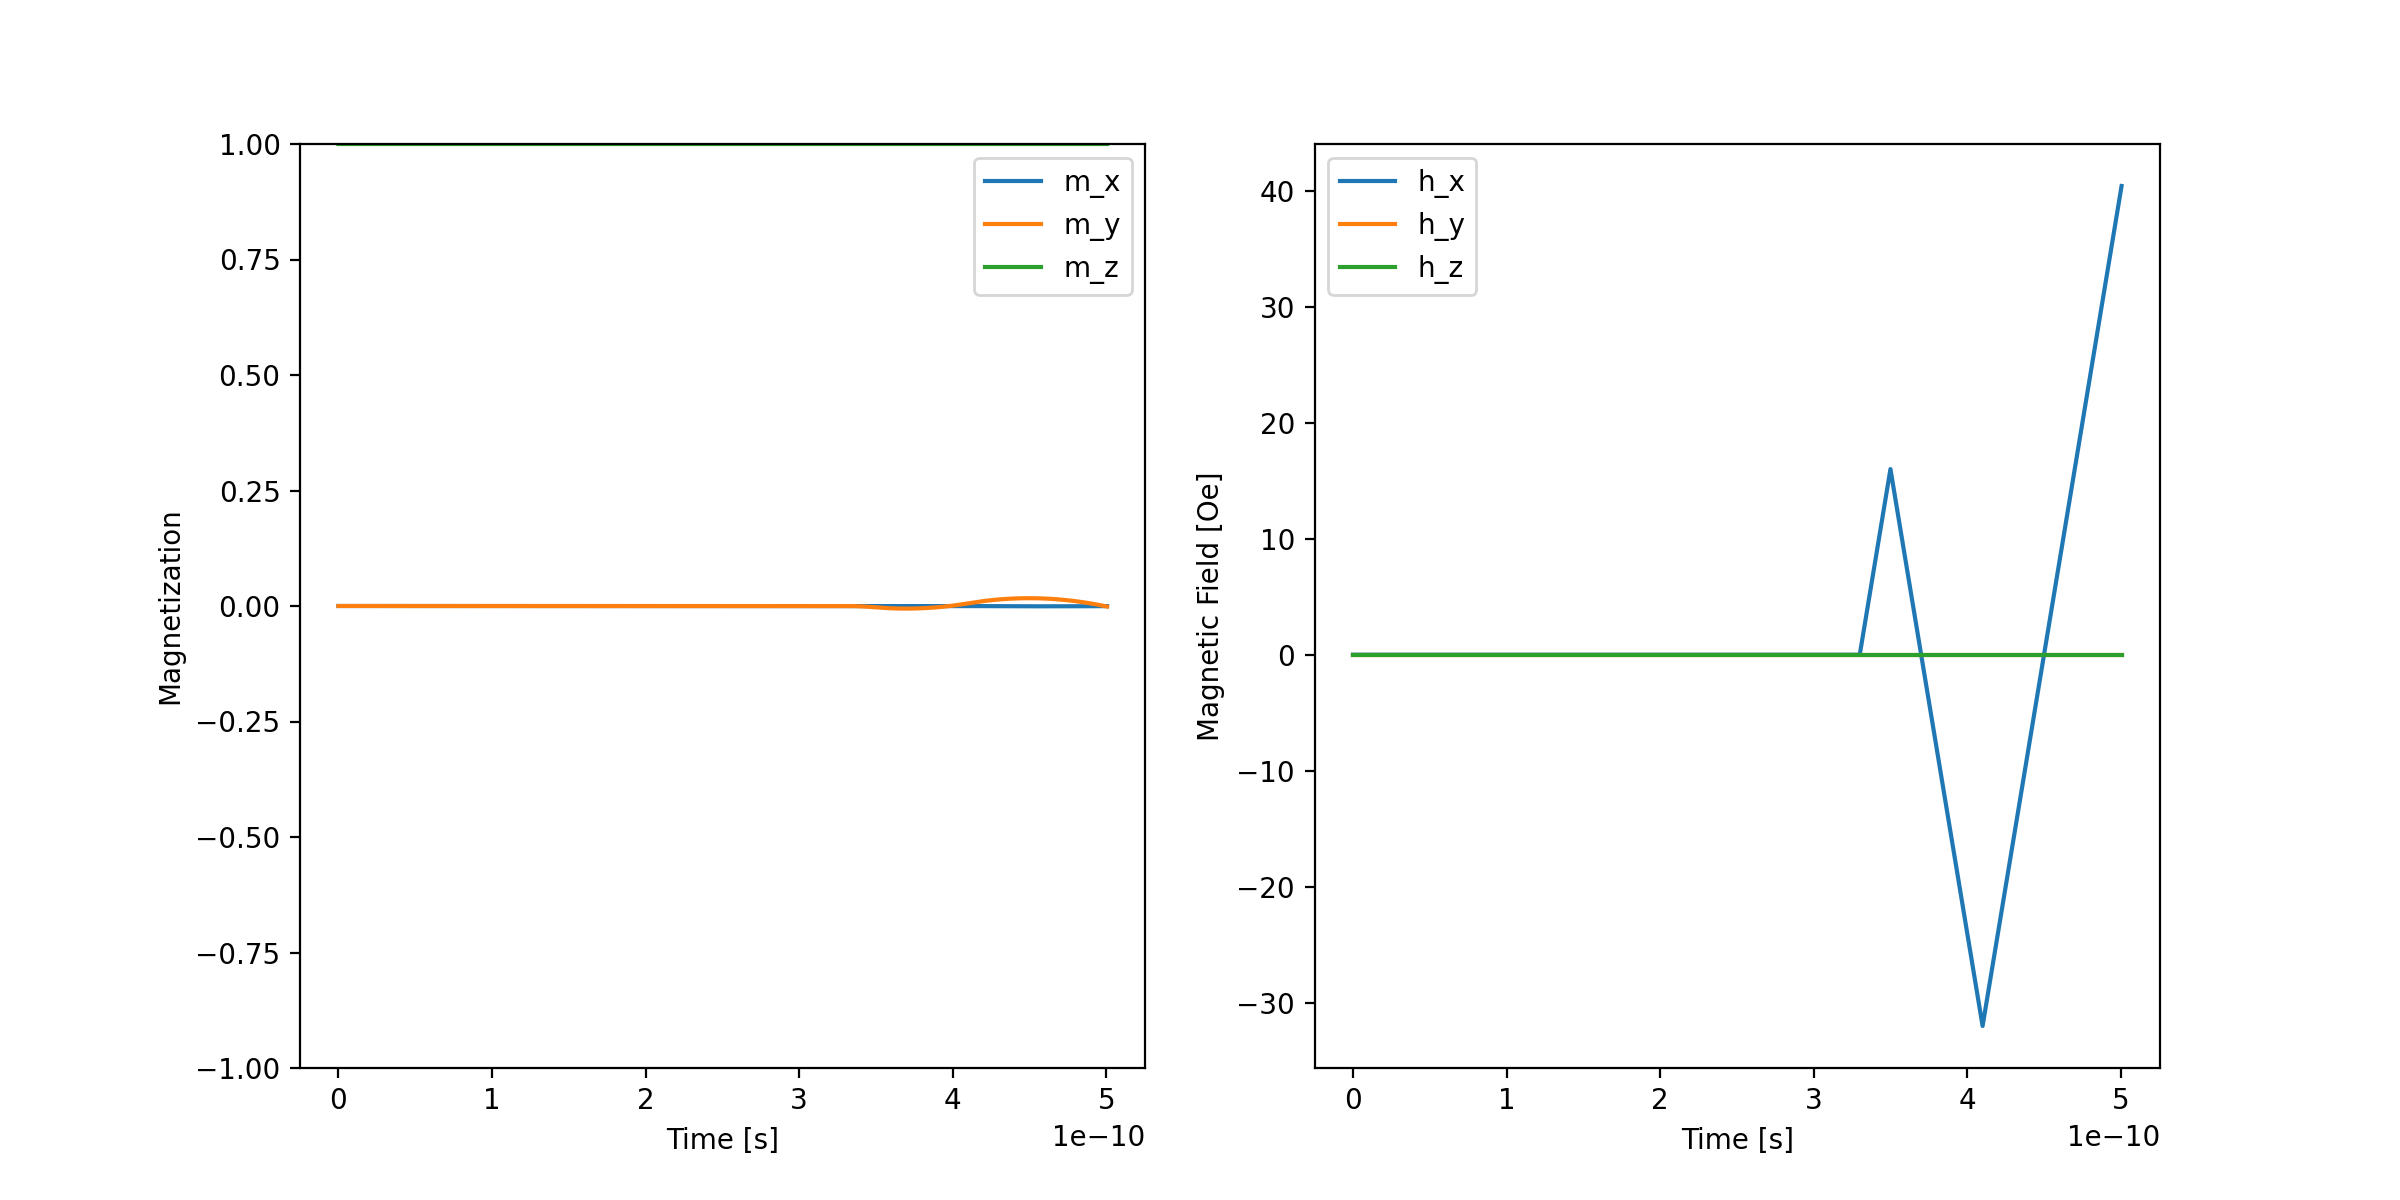 1.00
0.75
0.50
0.25
0.00
−0.25
−0.50
−0.75
−1.00
Magnetization
0 1 2 3 4 5
1e−10
Time [s]
m_x
m_y
m_z
40
30
20
10
0
−10
−20
−30
Magnetic Field [Oe]
0 1 2 3 4 5
1e−10
Time [s]
h_x
h_y
h_z